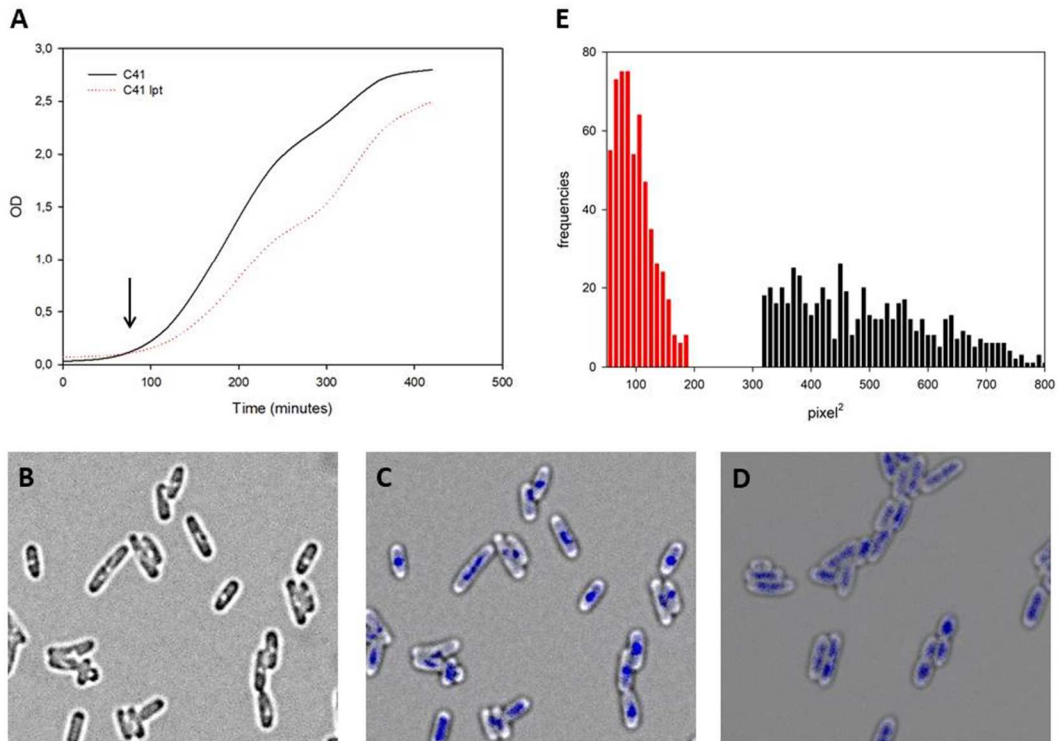 A
3,0
2,5
2,0
1,5
1,0
0,5
0,0
OD
C41
C41 lpt
0 100 200 300 400 500
Time (minutes)
E
80
60
40
20
0
frequencies
100 200 300 400 500 600 700 800
pixel²
B
C
D